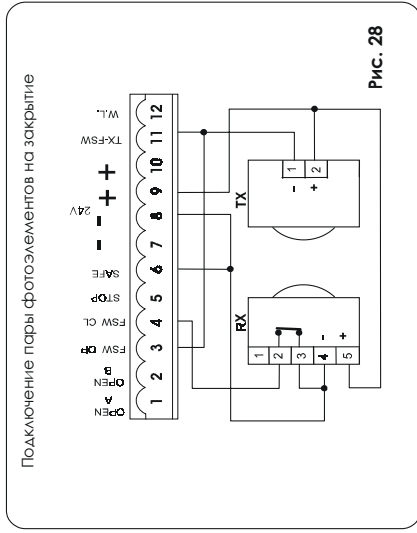 Подключение пары фотоэлементов на закрытие
OPEN A
OPEN B
FSW OP
FSW CL
STOP
SAFE
-
- 24V
+
+
TX-FSW
W.L.
1 2 3 4 5 6 7 8 9 10 11 12
RX
1
2
3
4 -
5 +
TX
1 -
2 +
Рис. 28